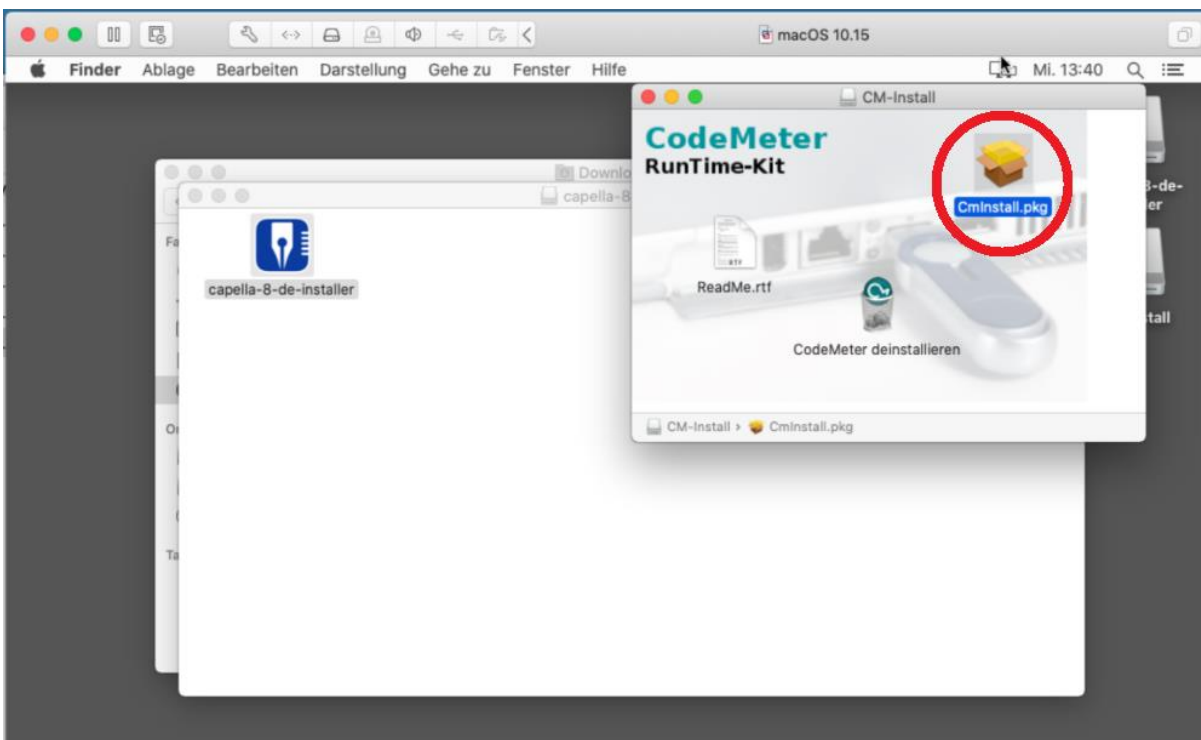 macOS 10.15
Finder Ablage Bearbeiten Darstellung Gehe zu Fenster Hilfe
Mi. 13:40
CM-Install
CodeMeter
RunTime-Kit
CmInstall.pkg
ReadMe.rtf
CodeMeter deinstallieren
CM-Install › CmInstall.pkg
Downlo
capella-8
capella-8-de-installer
Fa
Ta
8-de-
er
tall